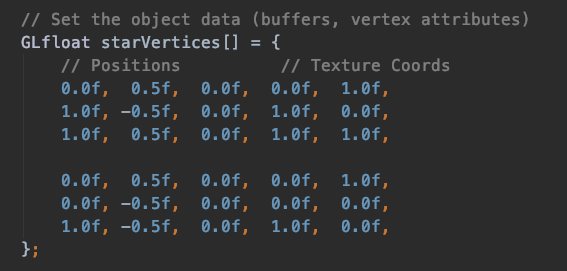 // Set the object data (buffers, vertex attributes)
GLfloat starVertices[] = {
    // Positions          // Texture Coords
    0.0f,  0.5f,  0.0f,  0.0f,  1.0f,
    1.0f, -0.5f,  0.0f,  1.0f,  0.0f,
    1.0f,  0.5f,  0.0f,  1.0f,  1.0f,

    0.0f,  0.5f,  0.0f,  0.0f,  1.0f,
    0.0f, -0.5f,  0.0f,  0.0f,  0.0f,
    1.0f, -0.5f,  0.0f,  1.0f,  0.0f,
};